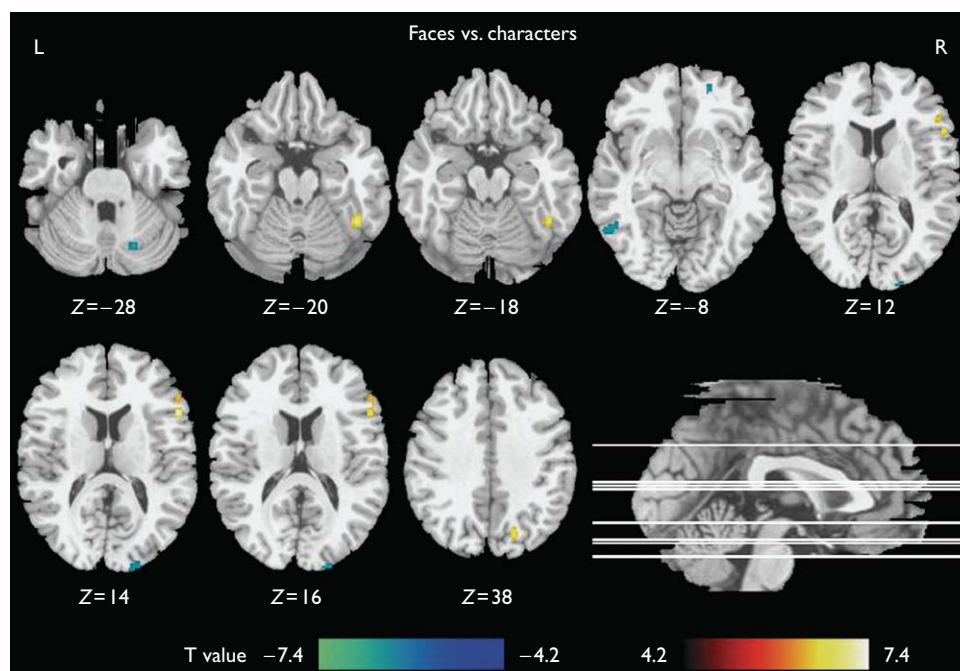 Faces vs. characters
L
R
Z=−28
Z=−20
Z=−18
Z=−8
Z=12
Z=14
Z=16
Z=38
T value −7.4 −4.2 4.2 7.4